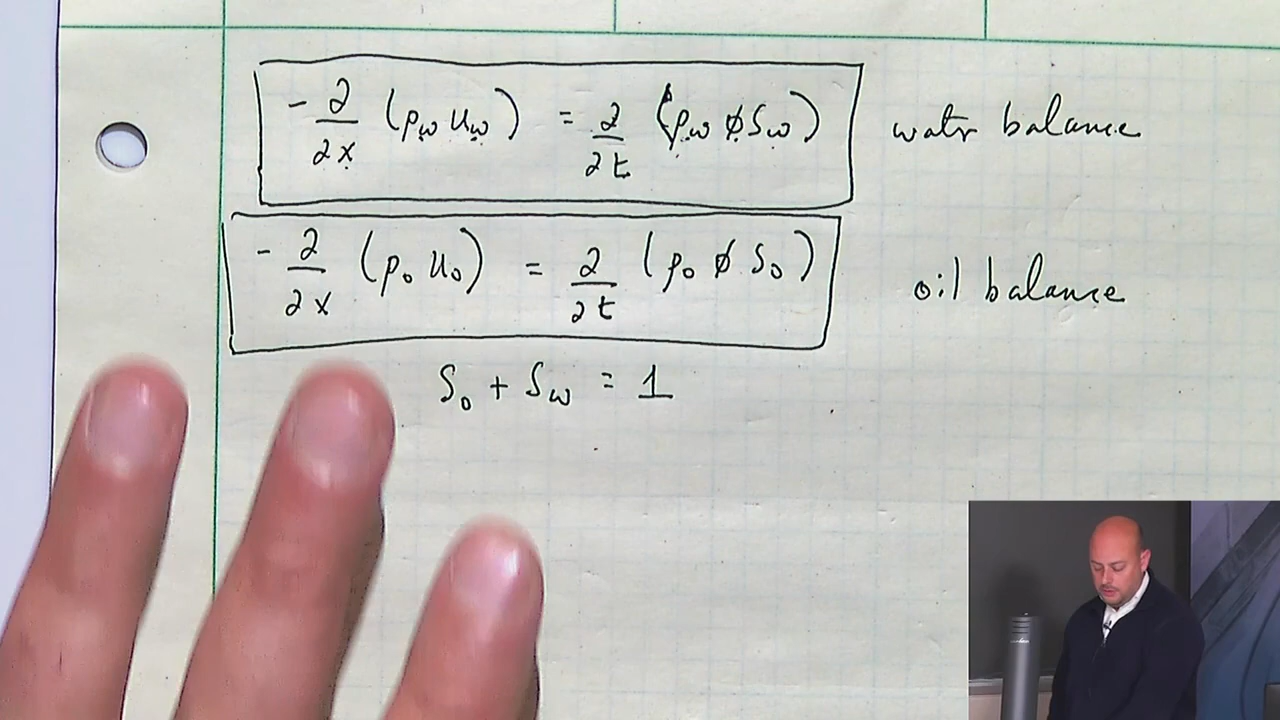 - ∂/∂x (ρw uw) = ∂/∂t (ρw ϕ Sw) water balance
- ∂/∂x (ρo uo) = ∂/∂t (ρo ϕ So) oil balance
So + Sw = 1